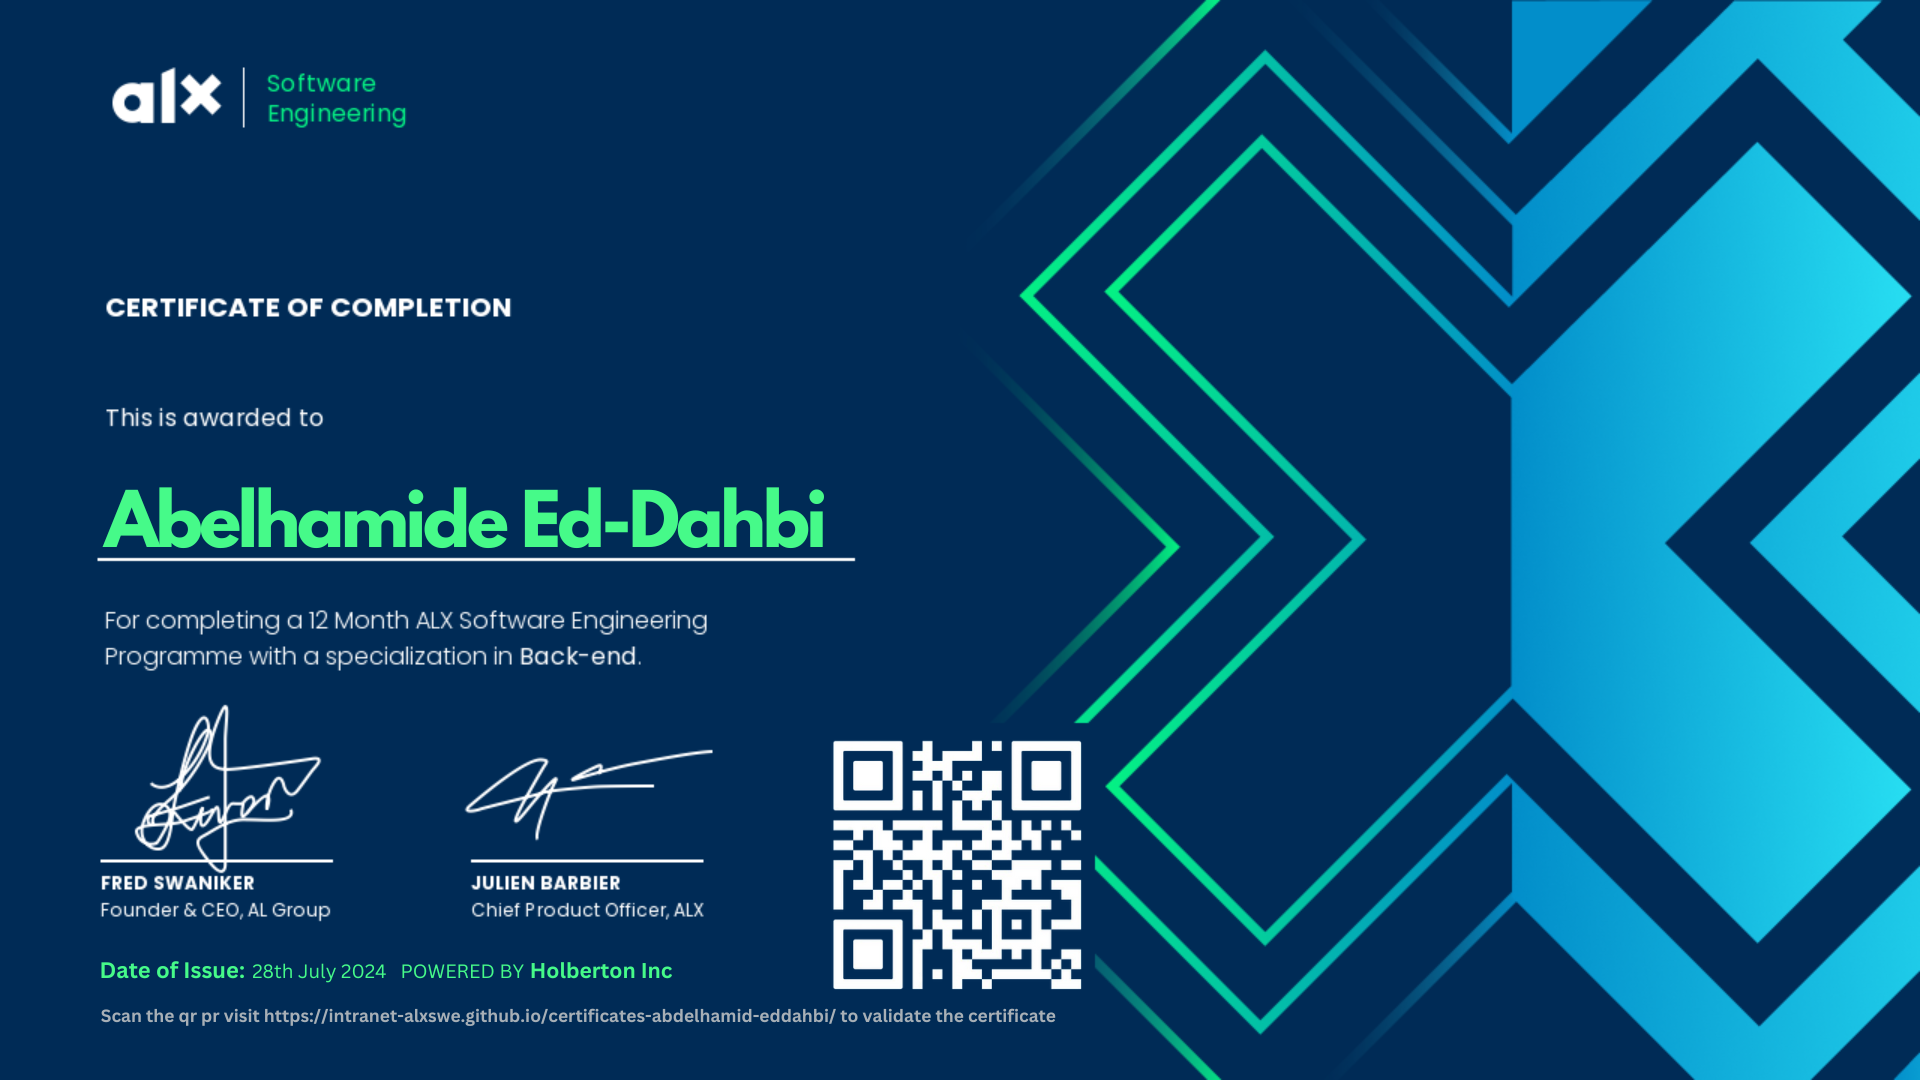 alx
Software
Engineering
CERTIFICATE OF COMPLETION
This is awarded to
Abelhamide Ed-Dahbi
For completing a 12 Month ALX Software Engineering
Programme with a specialization in Back-end.
FRED SWANIKER
Founder & CEO, AL Group
JULIEN BARBIER
Chief Product Officer, ALX
Date of Issue: 28th July 2024 POWERED BY Holberton Inc
Scan the qr pr visit https://intranet-alxswe.github.io/certificates-abdelhamid-eddahbi/ to validate the certificate